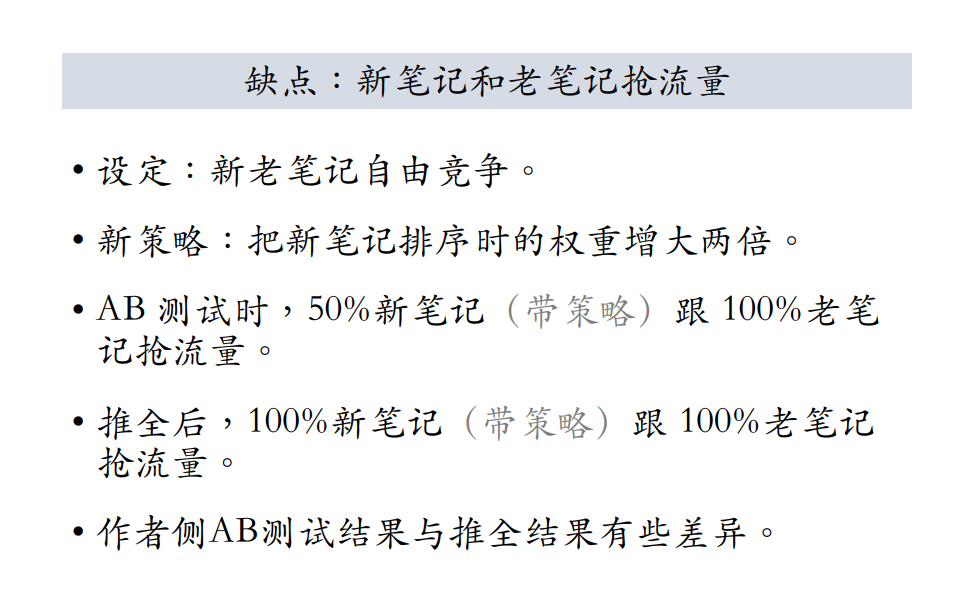 缺点：新笔记和老笔记抢流量
• 设定：新老笔记自由竞争。
• 新策略：把新笔记排序时的权重增大两倍。
• AB 测试时，50%新笔记（带策略）跟 100%老笔
记抢流量。
• 推全后，100%新笔记（带策略）跟 100%老笔记
抢流量。
• 作者侧AB测试结果与推全结果有些差异。